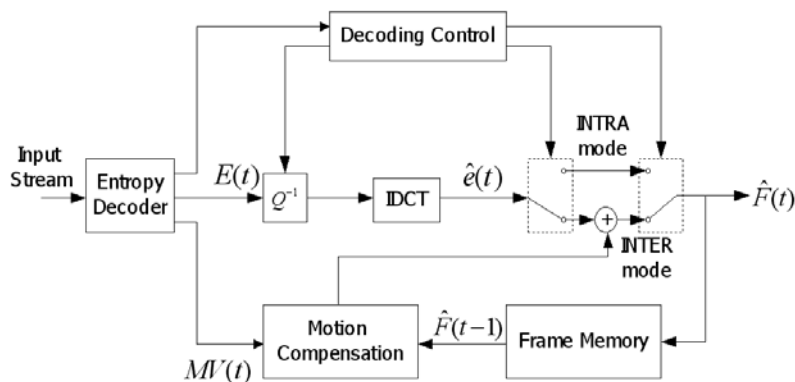 Decoding Control
INTRA
mode
Input
Stream
Entropy
Decoder
E(t)
Q⁻¹
IDCT
ê(t)
+
F̂(t)
INTER
mode
Motion
Compensation
F̂(t−1)
Frame Memory
MV(t)